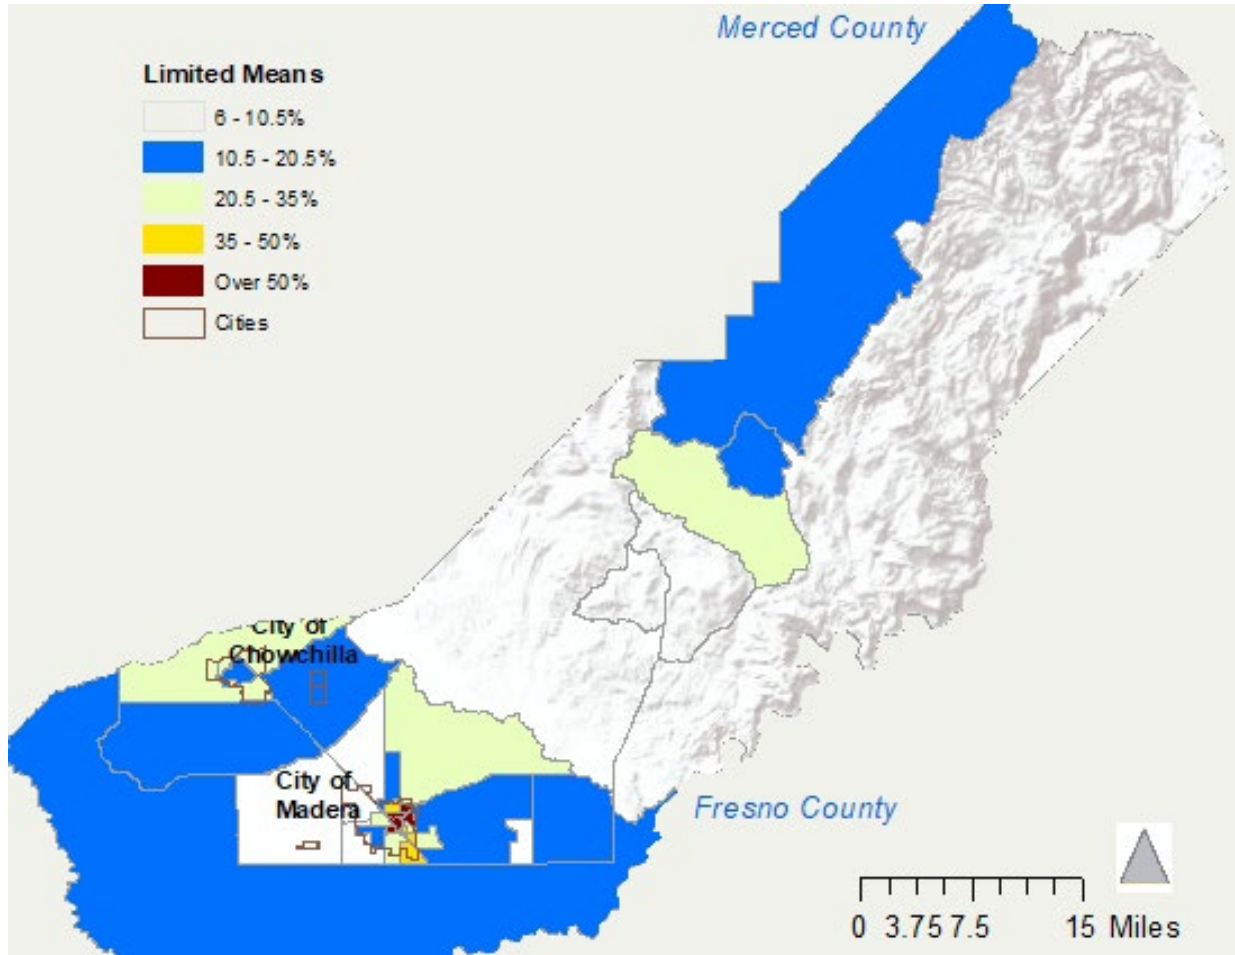 Merced County
Limited Means
6 - 10.5%
10.5 - 20.5%
20.5 - 35%
35 - 50%
Over 50%
Cities
City of
Chowchilla
City of
Madera
Fresno County
0 3.75 7.5 15 Miles